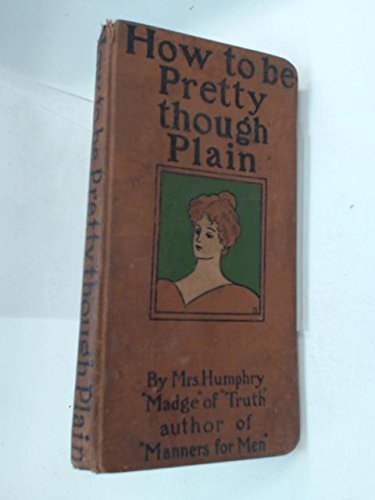 How to be
Pretty
though
Plain
By Mrs. Humphry
"Madge" of "Truth"
author of
"Manners for Men"
How to be Pretty though Plain